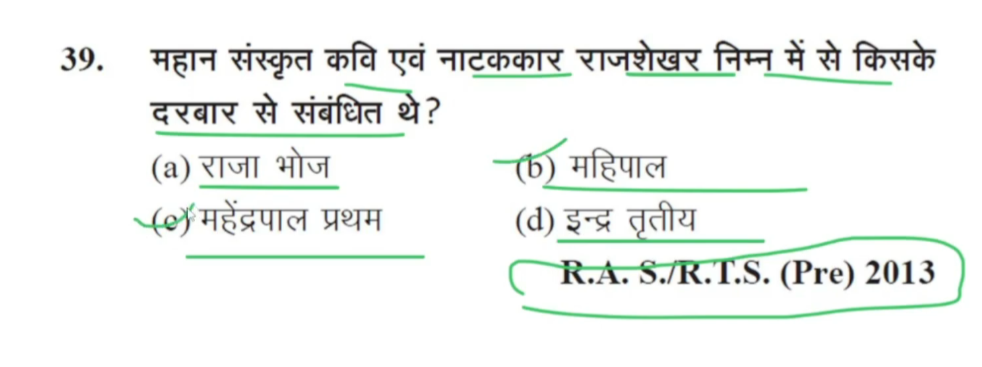 39. महान संस्कृत कवि एवं नाटककार राजशेखर निम्न में से किसके
दरबार से संबंधित थे?
(a) राजा भोज (b) महिपाल
(c) महेंद्रपाल प्रथम (d) इन्द्र तृतीय
R.A. S./R.T.S. (Pre) 2013